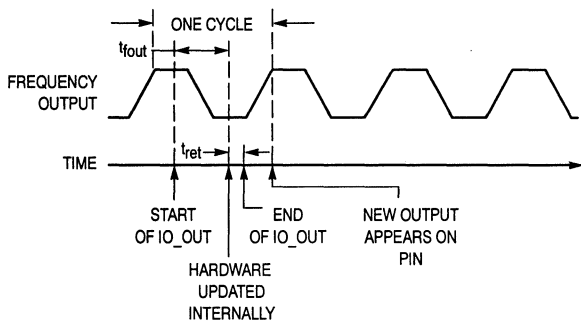 ONE CYCLE
tfout
FREQUENCY
OUTPUT
tret
TIME
START
OF IO_OUT
END
OF IO_OUT
NEW OUTPUT
APPEARS ON
PIN
HARDWARE
UPDATED
INTERNALLY